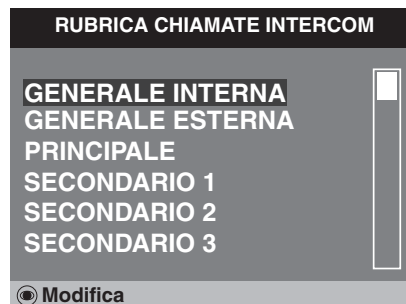 RUBRICA CHIAMATE INTERCOM
GENERALE INTERNA
GENERALE ESTERNA
PRINCIPALE
SECONDARIO 1
SECONDARIO 2
SECONDARIO 3
Modifica